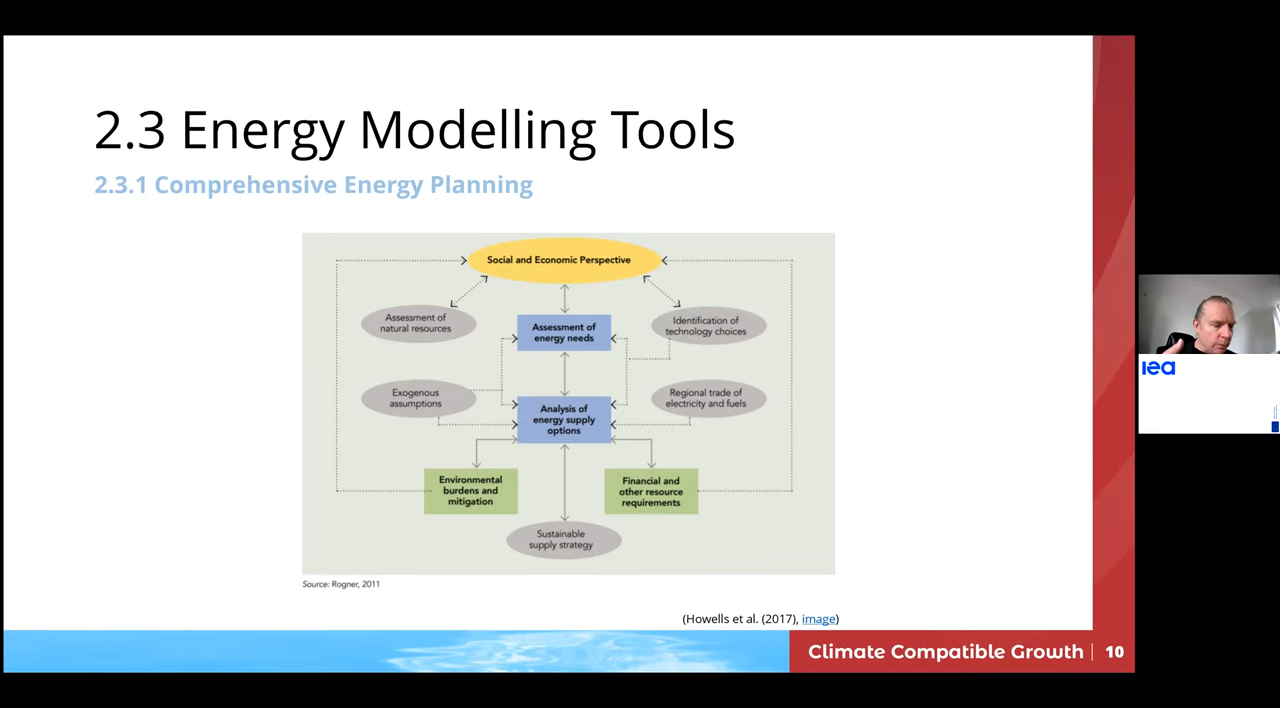 2.3 Energy Modelling Tools
2.3.1 Comprehensive Energy Planning
Social and Economic Perspective
Assessment of
natural resources
Assessment of
energy needs
Identification of
technology choices
Exogenous
assumptions
Analysis of
energy supply
options
Regional trade of
electricity and fuels
Environmental
burdens and
mitigation
Financial and
other resource
requirements
Sustainable
supply strategy
Source: Rogner, 2011
(Howells et al. (2017), image)
Climate Compatible Growth | 10
iea